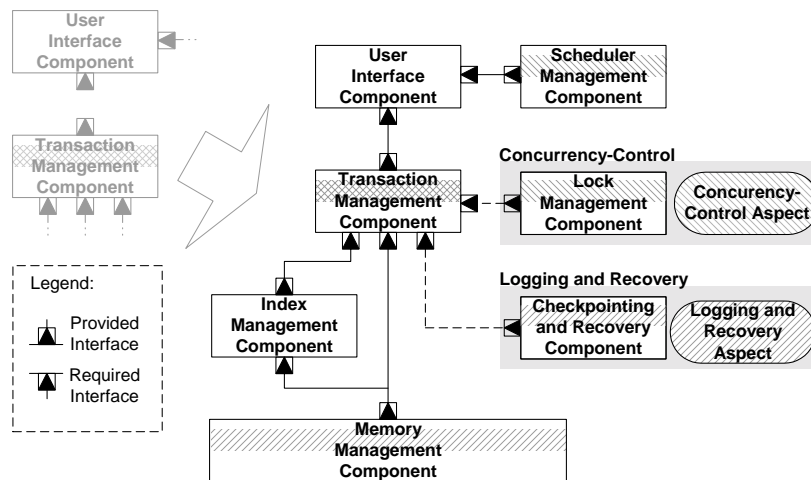 User
Interface
Component
Transaction
Management
Component
User
Interface
Component
Scheduler
Management
Component
Concurrency-Control
Transaction
Management
Component
Lock
Management
Component
Concurency-
Control Aspect
Logging and Recovery
Legend:
Provided
Interface
Required
Interface
Index
Management
Component
Checkpointing
and Recovery
Component
Logging and
Recovery
Aspect
Memory
Management
Component